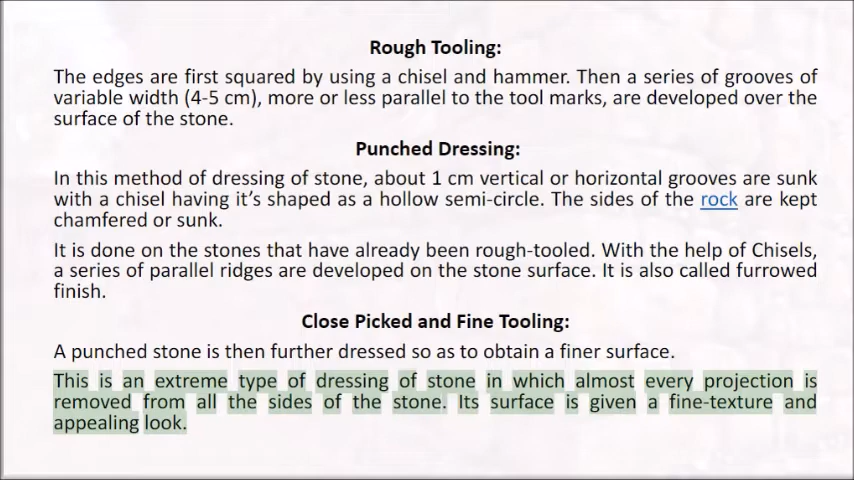 Rough Tooling:
The edges are first squared by using a chisel and hammer. Then a series of grooves of
variable width (4-5 cm), more or less parallel to the tool marks, are developed over the
surface of the stone.
Punched Dressing:
In this method of dressing of stone, about 1 cm vertical or horizontal grooves are sunk
with a chisel having it's shaped as a hollow semi-circle. The sides of the rock are kept
chamfered or sunk.
It is done on the stones that have already been rough-tooled. With the help of Chisels,
a series of parallel ridges are developed on the stone surface. It is also called furrowed
finish.
Close Picked and Fine Tooling:
A punched stone is then further dressed so as to obtain a finer surface.
This is an extreme type of dressing of stone in which almost every projection is
removed from all the sides of the stone. Its surface is given a fine-texture and
appealing look.